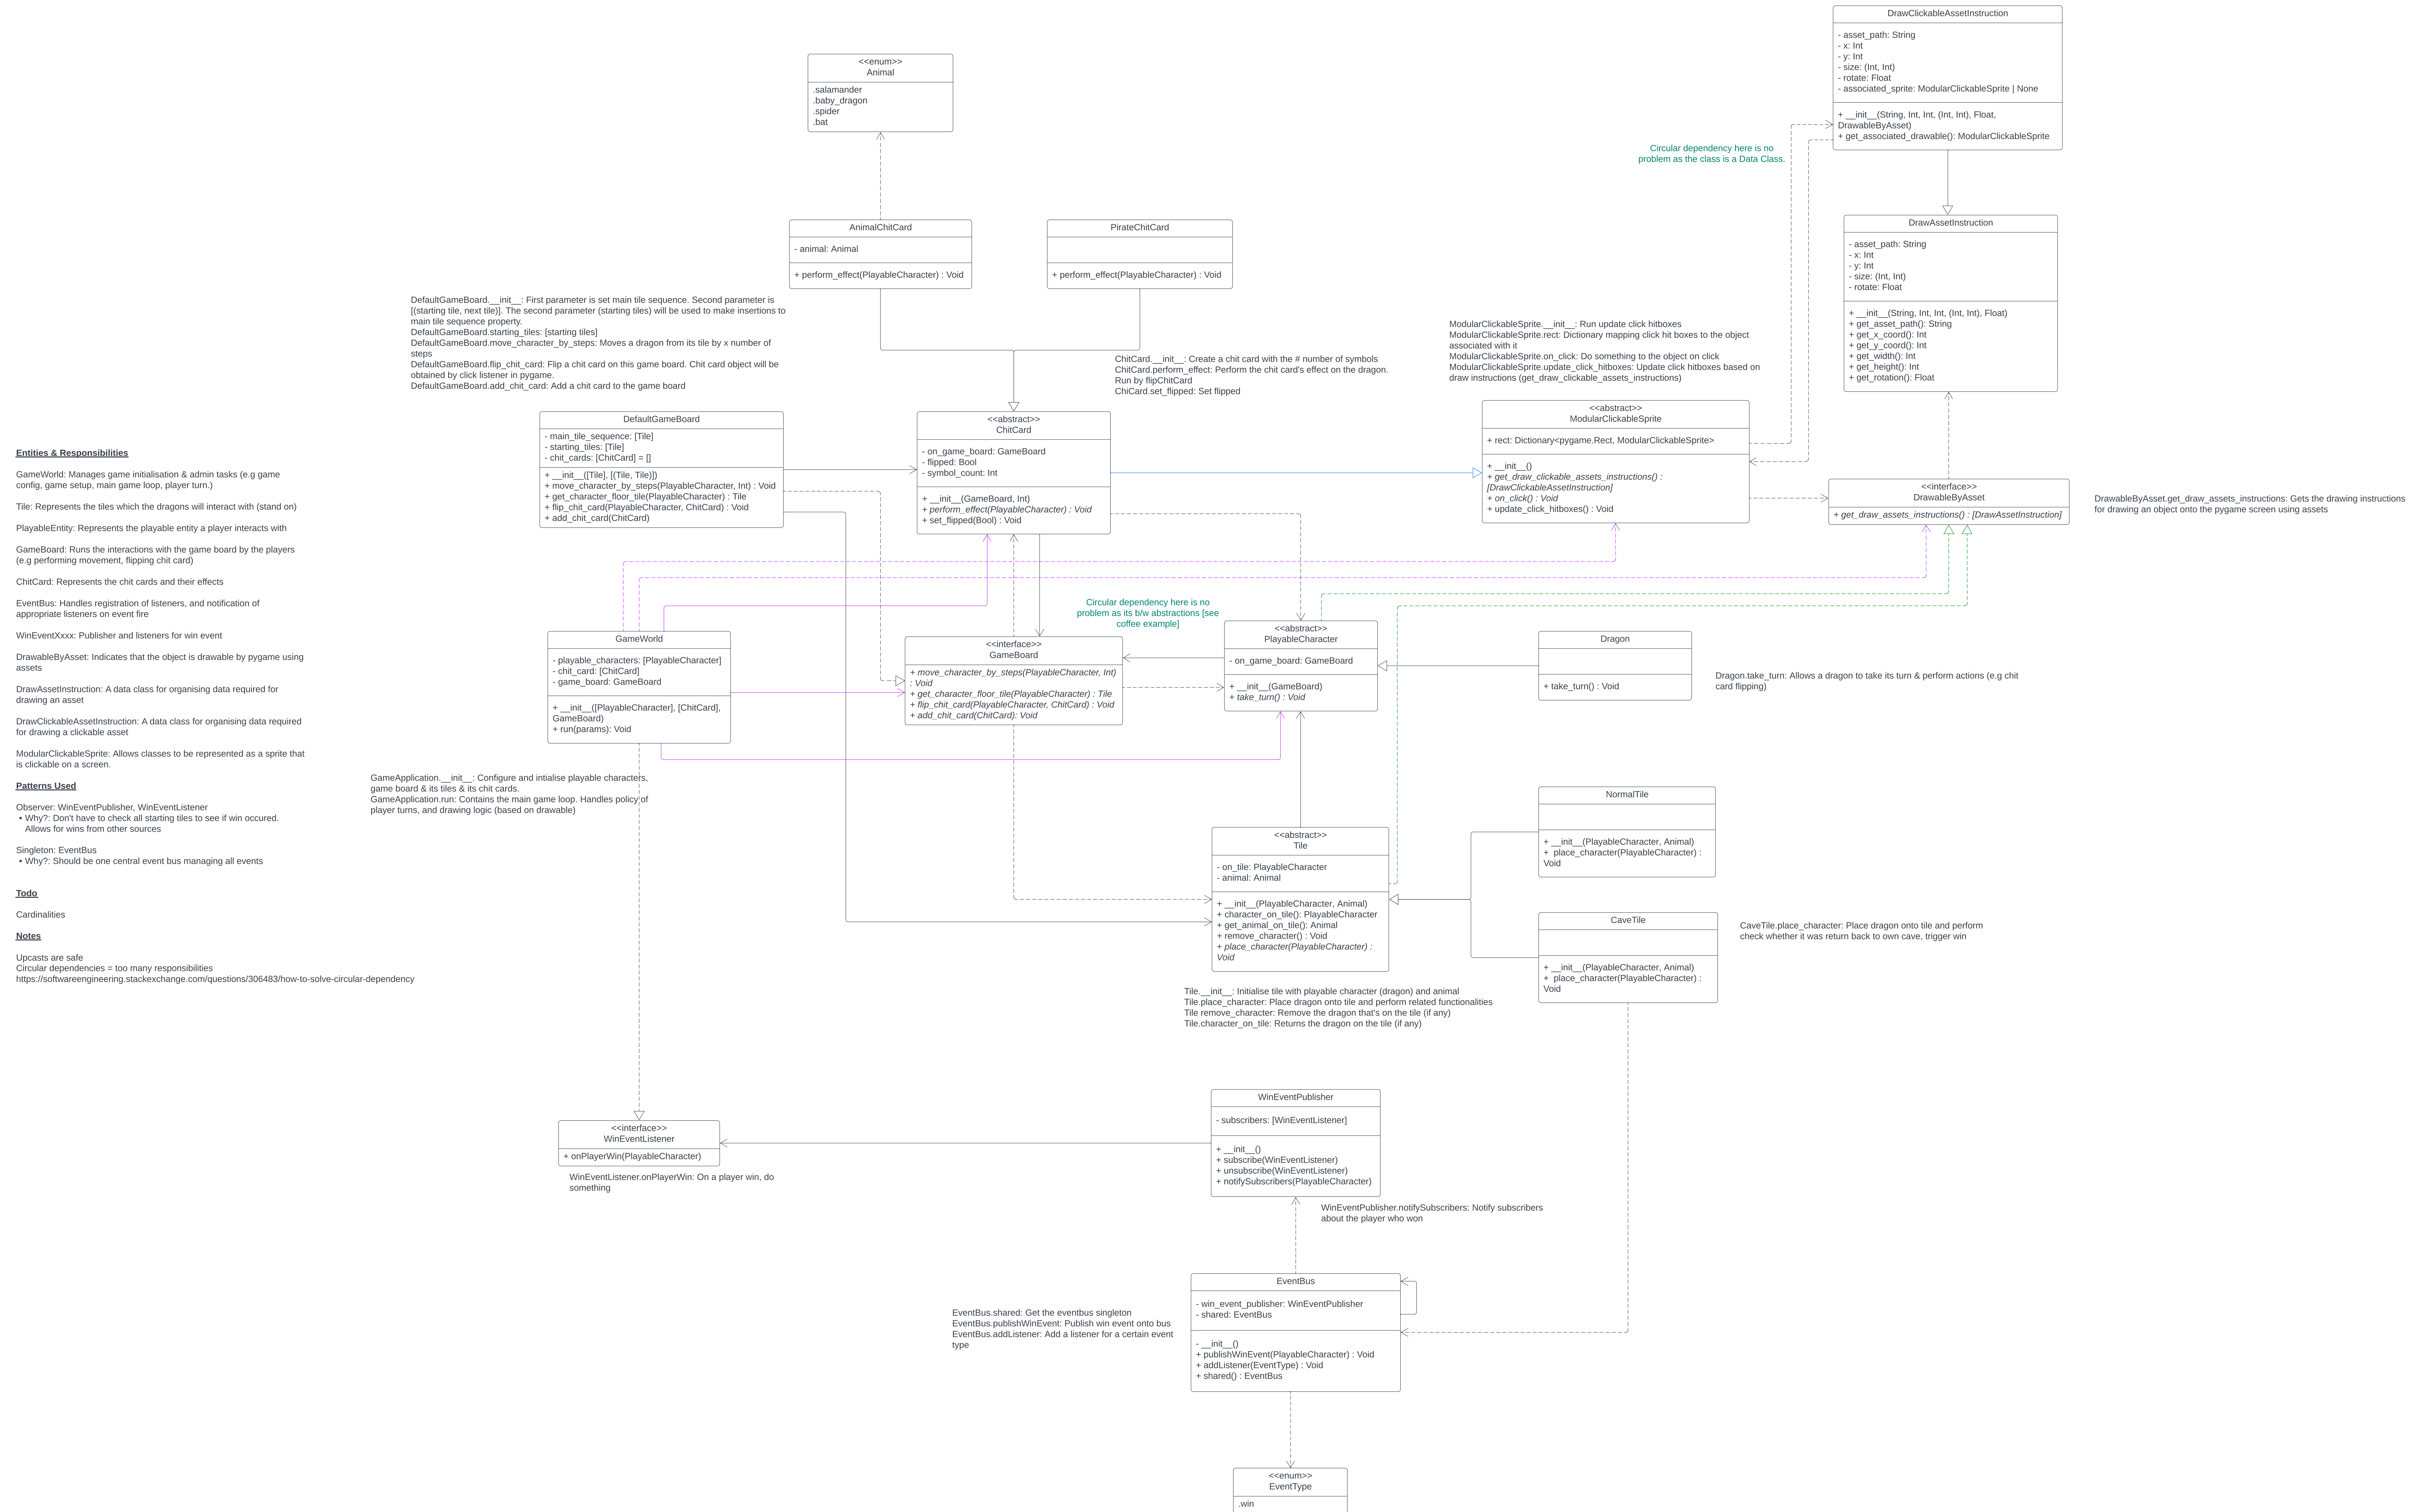 DrawClickableAssetInstruction
- asset_path: String
- x: Int
- y: Int
- size: (Int, Int)
- rotate: Float
- associated_sprite: ModularClickableSprite | None
+ __init__(String, Int, Int, (Int, Int), Float,
DrawableByAsset)
+ get_associated_drawable(): ModularClickableSprite
<<enum>>
Animal
.salamander
.baby_dragon
.spider
.bat
Circular dependency here is no
problem as the class is a Data Class.
AnimalChitCard
- animal: Animal
+ perform_effect(PlayableCharacter) : Void
PirateChitCard
+ perform_effect(PlayableCharacter) : Void
DrawAssetInstruction
- asset_path: String
- x: Int
- y: Int
- size: (Int, Int)
- rotate: Float
+ __init__(String, Int, Int, (Int, Int), Float)
+ get_asset_path(): String
+ get_x_coord(): Int
+ get_y_coord(): Int
+ get_width(): Int
+ get_height(): Int
+ get_rotation(): Float
DefaultGameBoard.__init__: First parameter is set main tile sequence. Second parameter is
[(starting tile, next tile)]. The second parameter (starting tiles) will be used to make insertions to
main tile sequence property.
DefaultGameBoard.starting_tiles: [starting tiles]
DefaultGameBoard.move_character_by_steps: Moves a dragon from its tile by x number of
steps
DefaultGameBoard.flip_chit_card: Flip a chit card on this game board. Chit card object will be
obtained by click listener in pygame.
DefaultGameBoard.add_chit_card: Add a chit card to the game board
ChitCard.__init__: Create a chit card with the # number of symbols
ChitCard.perform_effect: Perform the chit card's effect on the dragon.
Run by flipChitCard
ChiCard.set_flipped: Set flipped
ModularClickableSprite.__init__: Run update click hitboxes
ModularClickableSprite.rect: Dictionary mapping click hit boxes to the object
associated with it
ModularClickableSprite.on_click: Do something to the object on click
ModularClickableSprite.update_click_hitboxes: Update click hitboxes based on
draw instructions (get_draw_clickable_assets_instructions)
DefaultGameBoard
- main_tile_sequence: [Tile]
- starting_tiles: [Tile]
- chit_cards: [ChitCard] = []
+ __init__([Tile], [(Tile, Tile)])
+ move_character_by_steps(PlayableCharacter, Int) : Void
+ get_character_floor_tile(PlayableCharacter) : Tile
+ flip_chit_card(PlayableCharacter, ChitCard) : Void
+ add_chit_card(ChitCard)
<<abstract>>
ChitCard
- on_game_board: GameBoard
- flipped: Bool
- symbol_count: Int
+ __init__(GameBoard, Int)
+ perform_effect(PlayableCharacter) : Void
+ set_flipped(Bool) : Void
<<abstract>>
ModularClickableSprite
+ rect: Dictionary<pygame.Rect, ModularClickableSprite>
+ __init__()
+ get_draw_clickable_assets_instructions() :
[DrawClickableAssetInstruction]
+ on_click() : Void
+ update_click_hitboxes() : Void
<<interface>>
DrawableByAsset
+ get_draw_assets_instructions() : [DrawAssetInstruction]
DrawableByAsset.get_draw_assets_instructions: Gets the drawing instructions
for drawing an object onto the pygame screen using assets
Entities & Responsibilities
GameWorld: Manages game initialisation & admin tasks (e.g game
config, game setup, main game loop, player turn.)
Tile: Represents the tiles which the dragons will interact with (stand on)
PlayableEntity: Represents the playable entity a player interacts with
GameBoard: Runs the interactions with the game board by the players
(e.g performing movement, flipping chit card)
ChitCard: Represents the chit cards and their effects
EventBus: Handles registration of listeners, and notification of
appropriate listeners on event fire
WinEventXxxx: Publisher and listeners for win event
DrawableByAsset: Indicates that the object is drawable by pygame using
assets
DrawAssetInstruction: A data class for organising data required for
drawing an asset
DrawClickableAssetInstruction: A data class for organising data required
for drawing a clickable asset
ModularClickableSprite: Allows classes to be represented as a sprite that
is clickable on a screen.
Patterns Used
Observer: WinEventPublisher, WinEventListener
• Why?: Don't have to check all starting tiles to see if win occured.
Allows for wins from other sources
Singleton: EventBus
• Why?: Should be one central event bus managing all events
Todo
Cardinalities
Notes
Upcasts are safe
Circular dependencies = too many responsibilities
https://softwareengineering.stackexchange.com/questions/306483/how-to-solve-circular-dependency
Circular dependency here is no
problem as its b/w abstractions [see
coffee example]
GameWorld
- playable_characters: [PlayableCharacter]
- chit_card: [ChitCard]
- game_board: GameBoard
+ __init__([PlayableCharacter], [ChitCard],
GameBoard)
+ run(params): Void
<<interface>>
GameBoard
+ move_character_by_steps(PlayableCharacter, Int)
: Void
+ get_character_floor_tile(PlayableCharacter) : Tile
+ flip_chit_card(PlayableCharacter, ChitCard) : Void
+ add_chit_card(ChitCard): Void
<<abstract>>
PlayableCharacter
- on_game_board: GameBoard
+ __init__(GameBoard)
+ take_turn() : Void
Dragon
+ take_turn() : Void
Dragon.take_turn: Allows a dragon to take its turn & perform actions (e.g chit
card flipping)
GameApplication.__init__: Configure and intialise playable characters,
game board & its tiles & its chit cards.
GameApplication.run: Contains the main game loop. Handles policy of
player turns, and drawing logic (based on drawable)
NormalTile
+ __init__(PlayableCharacter, Animal)
+  place_character(PlayableCharacter) :
Void
<<abstract>>
Tile
- on_tile: PlayableCharacter
- animal: Animal
+ __init__(PlayableCharacter, Animal)
+ character_on_tile(): PlayableCharacter
+ get_animal_on_tile(): Animal
+ remove_character() : Void
+ place_character(PlayableCharacter) :
Void
CaveTile
+ __init__(PlayableCharacter, Animal)
+  place_character(PlayableCharacter) :
Void
CaveTile.place_character: Place dragon onto tile and perform
check whether it was return back to own cave, trigger win
Tile.__init__: Initialise tile with playable character (dragon) and animal
Tile.place_character: Place dragon onto tile and perform related functionalities
Tile remove_character: Remove the dragon that's on the tile (if any)
Tile.character_on_tile: Returns the dragon on the tile (if any)
WinEventPublisher
- subscribers: [WinEventListener]
+ __init__()
+ subscribe(WinEventListener)
+ unsubscribe(WinEventListener)
+ notifySubscribers(PlayableCharacter)
<<interface>>
WinEventListener
+ onPlayerWin(PlayableCharacter)
WinEventListener.onPlayerWin: On a player win, do
something
WinEventPublisher.notifySubscribers: Notify subscribers
about the player who won
EventBus
- win_event_publisher: WinEventPublisher
- shared: EventBus
- __init__()
+ publishWinEvent(PlayableCharacter) : Void
+ addListener(EventType) : Void
+ shared() : EventBus
EventBus.shared: Get the eventbus singleton
EventBus.publishWinEvent: Publish win event onto bus
EventBus.addListener: Add a listener for a certain event
type
<<enum>>
EventType
.win